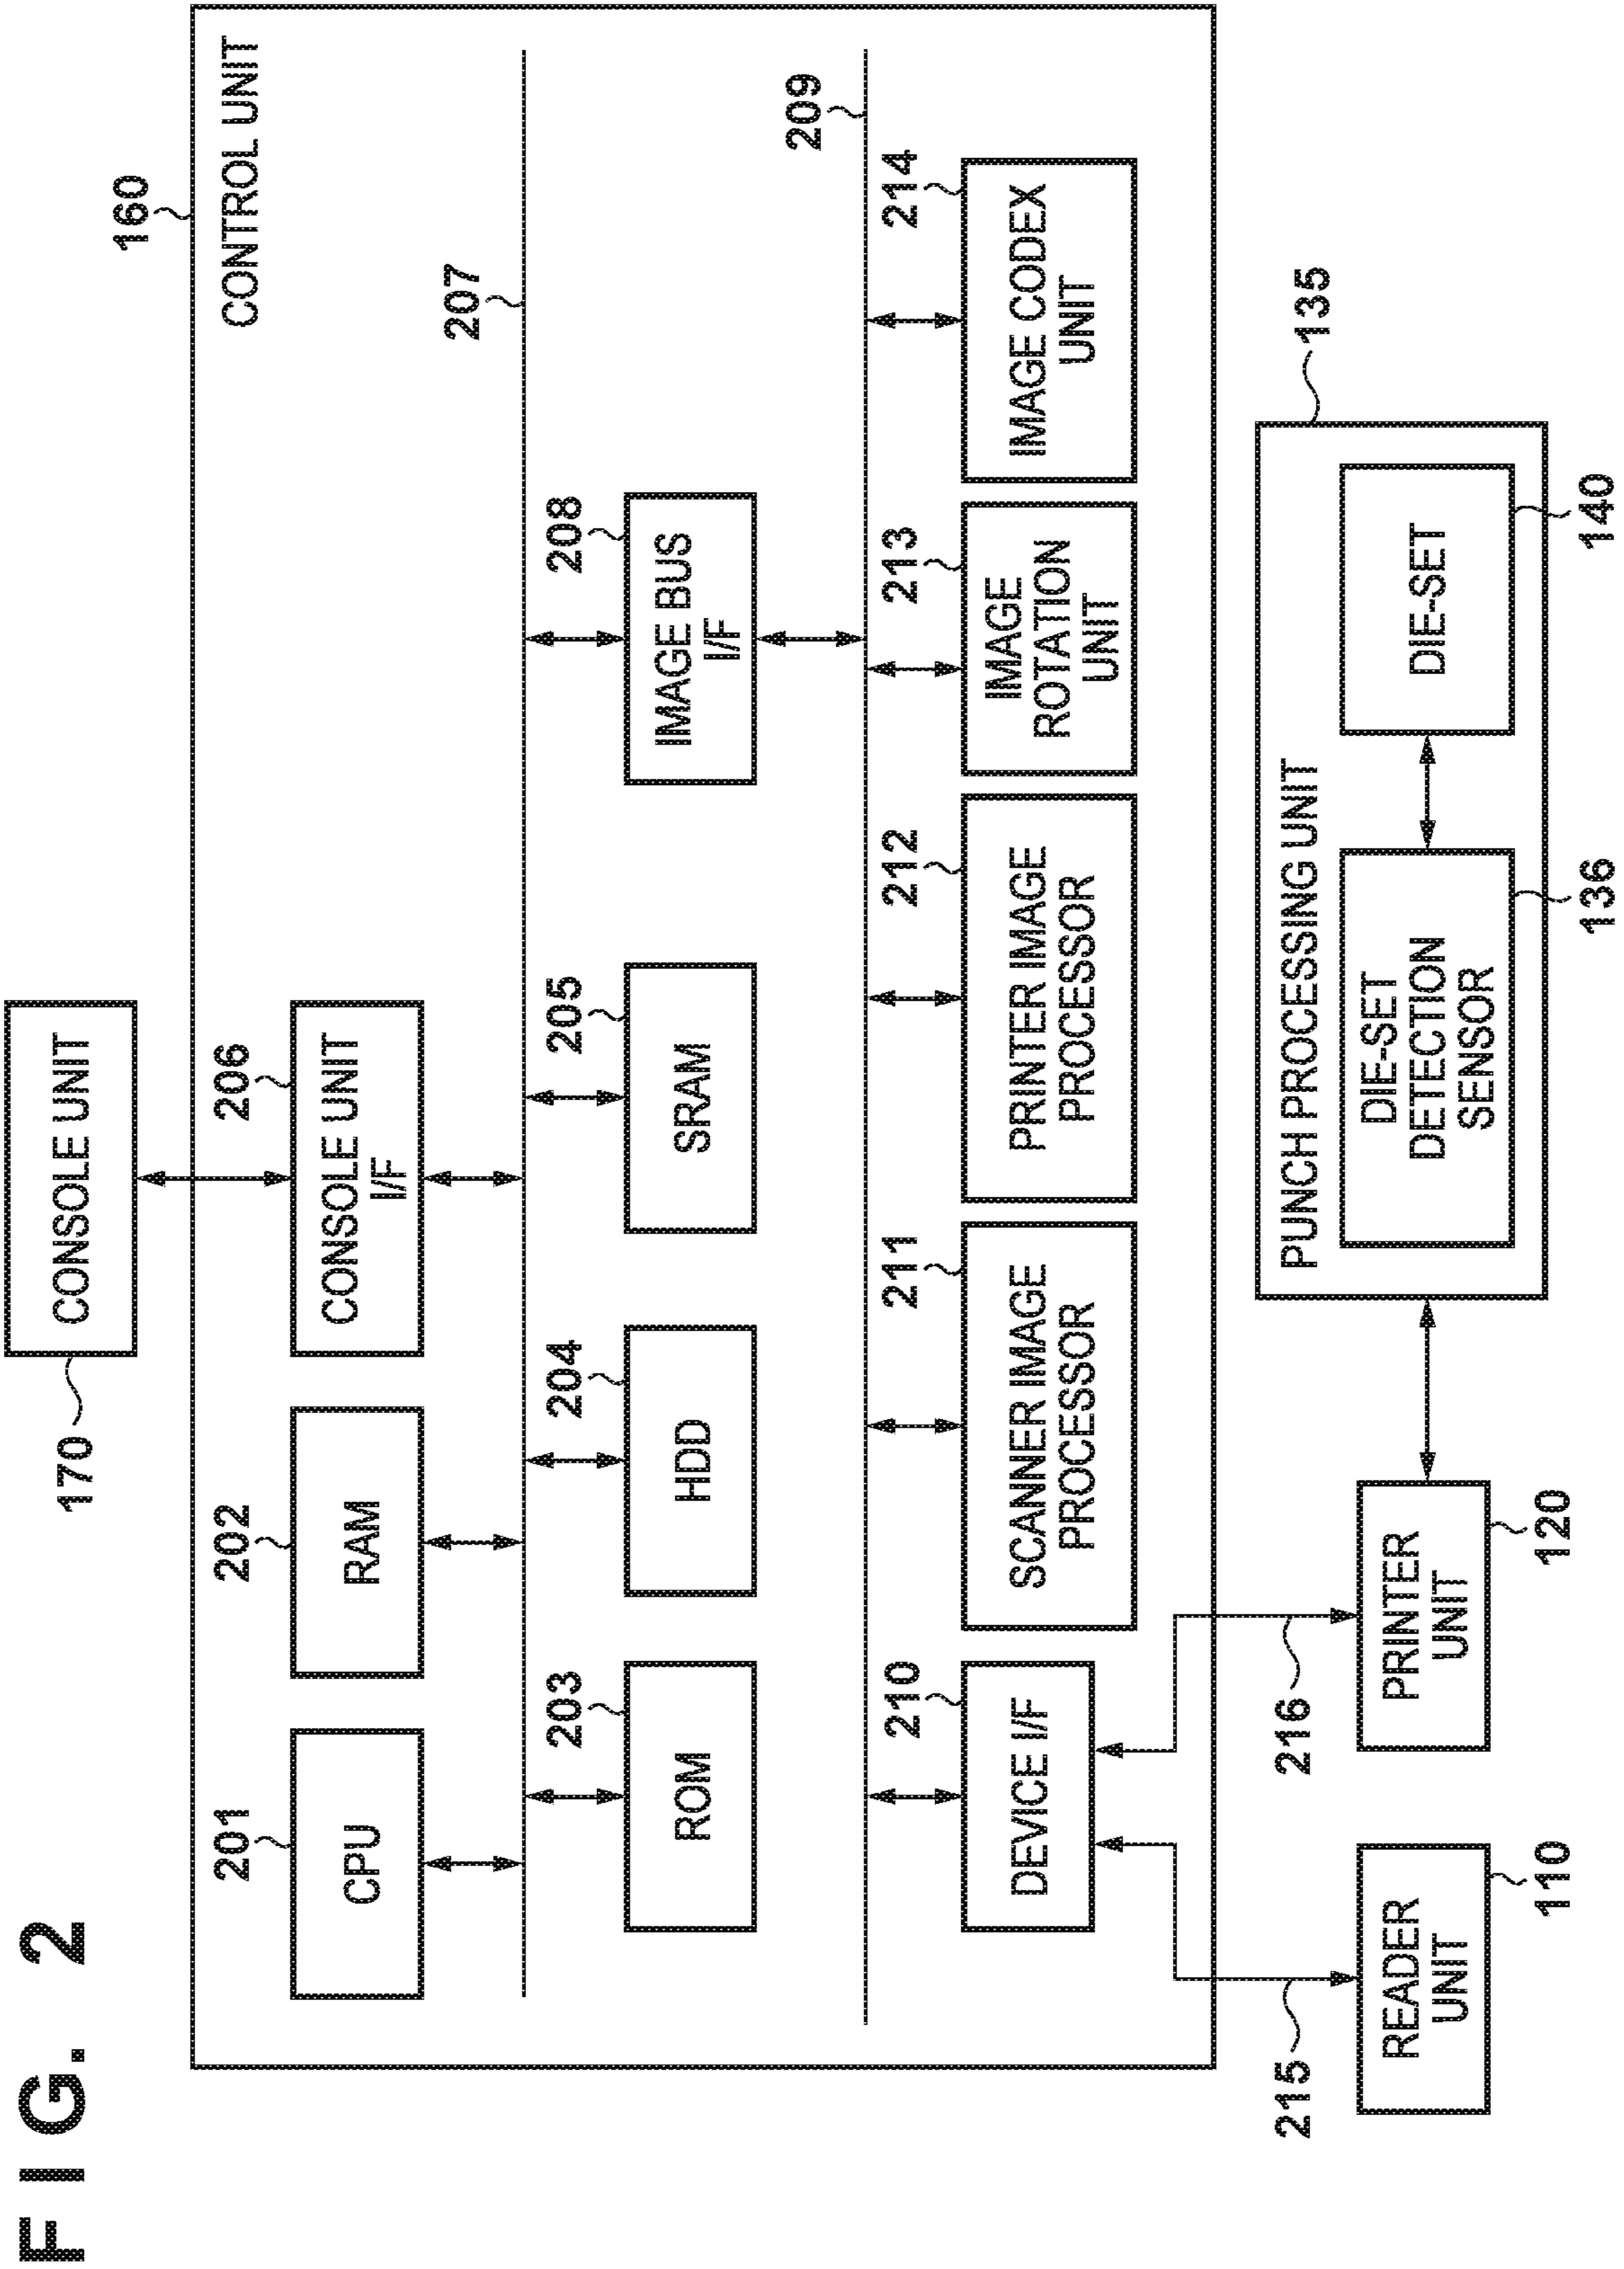 FIG. 2
170
CONSOLE UNIT
160
CONTROL UNIT
201
CPU
202
RAM
206
CONSOLE UNIT
I/F
207
203
ROM
204
HDD
205
SRAM
208
IMAGE BUS
I/F
209
210
DEVICE I/F
211
SCANNER IMAGE
PROCESSOR
212
PRINTER IMAGE
PROCESSOR
213
IMAGE
ROTATION
UNIT
214
IMAGE CODEX
UNIT
215
216
READER
UNIT
110
PRINTER
UNIT
120
PUNCH PROCESSING UNIT
135
DIE-SET
DETECTION
SENSOR
136
DIE-SET
140